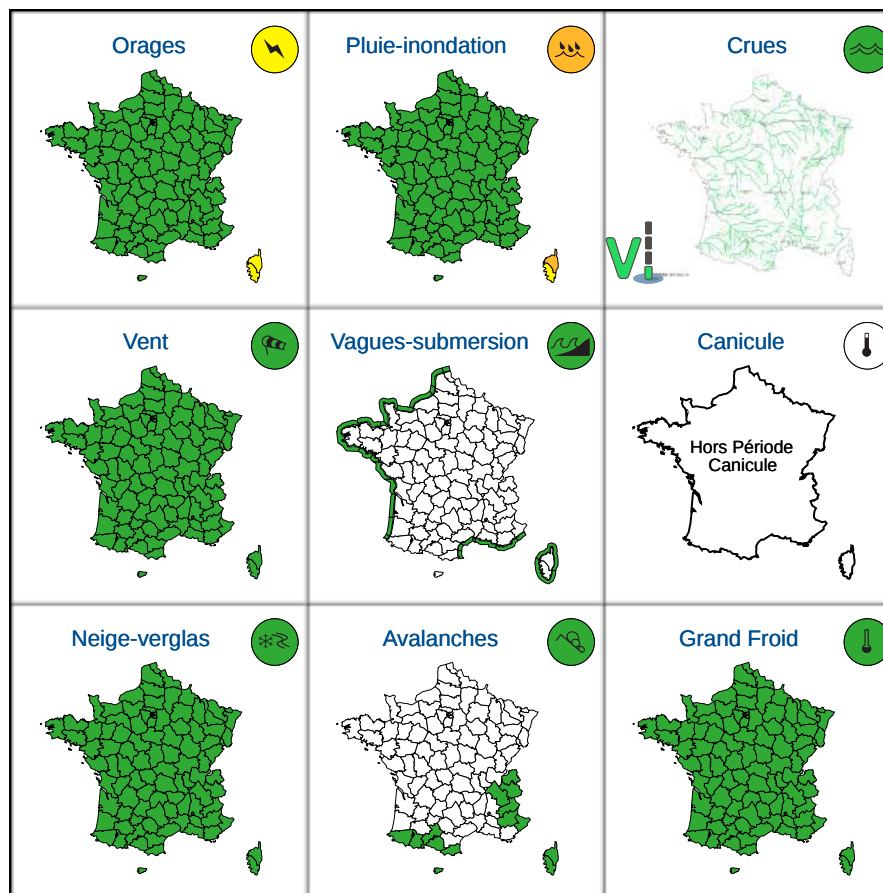 Orages
Pluie-inondation
Crues
Vent
Vagues-submersion
Canicule
Hors Période
Canicule
Neige-verglas
Avalanches
Grand Froid